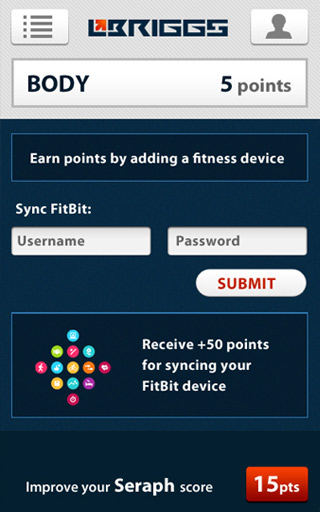 LBRIGGS
BODY 5 points
Earn points by adding a fitness device
Sync FitBit:
Username Password
SUBMIT
Receive +50 points
for syncing your
FitBit device
Improve your Seraph score 15pts